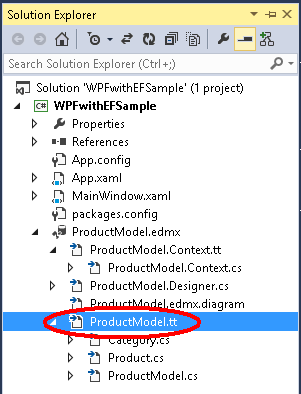 Solution Explorer
Search Solution Explorer (Ctrl+;)
Solution 'WPFwithEFSample' (1 project)
C# WPFwithEFSample
Properties
References
App.config
App.xaml
MainWindow.xaml
packages.config
ProductModel.edmx
ProductModel.Context.tt
ProductModel.Context.cs
ProductModel.Designer.cs
ProductModel.edmx.diagram
ProductModel.tt
Category.cs
Product.cs
ProductModel.cs